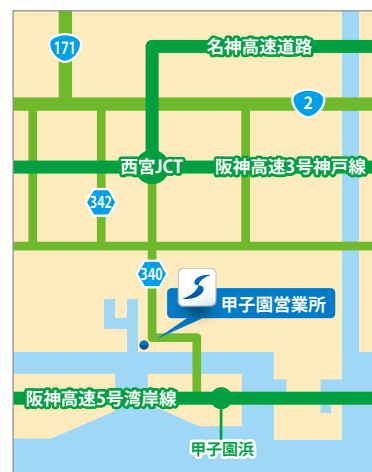 171
名神高速道路
2
西宮JCT
阪神高速3号神戸線
342
340
甲子園営業所
阪神高速5号湾岸線
甲子園浜